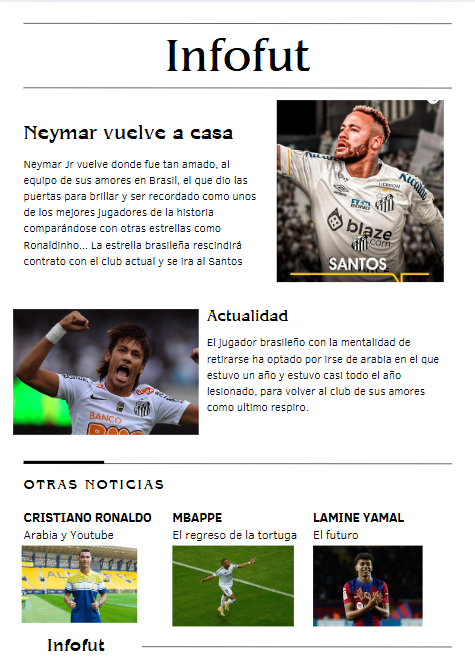 Infofut
Neymar vuelve a casa
Neymar Jr vuelve donde fue tan amado, al
equipo de sus amores en Brasil, el que dio las
puertas para brillar y ser recordado como unos
de los mejores jugadores de la historia
comparándose con otras estrellas como
Ronaldinho... La estrella brasileña rescindirá
contrato con el club actual y se ira al Santos
blaze
.com
SANTOS
Actualidad
El jugador brasileño con la mentalidad de
retirarse ha optado por irse de arabia en el que
estuvo un año y estuvo casi todo el año
lesionado, para volver al club de sus amores
como ultimo respiro.
BANCO
OTRAS NOTICIAS
CRISTIANO RONALDO
Arabia y Youtube
MBAPPE
El regreso de la tortuga
LAMINE YAMAL
El futuro
Infofut